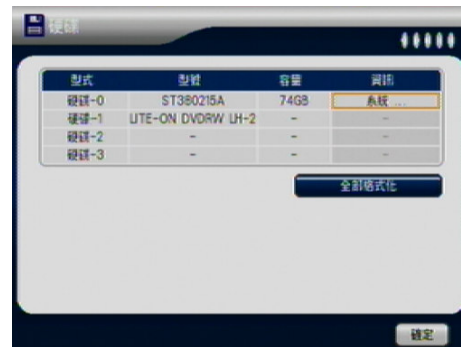 硬碟
型式 型號 容量 資訊
硬碟-0 ST380215A 74GB 系統 ...
硬碟-1 LITE-ON DVDRW LH-2 - -
硬碟-2 - - -
硬碟-3 - - -
全部格式化
確定